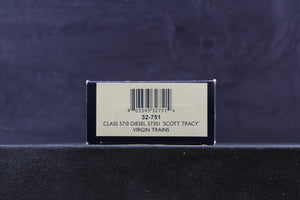 32-751
CLASS 57/0 DIESEL 57301 'SCOTT TRACY'
VIRGIN TRAINS